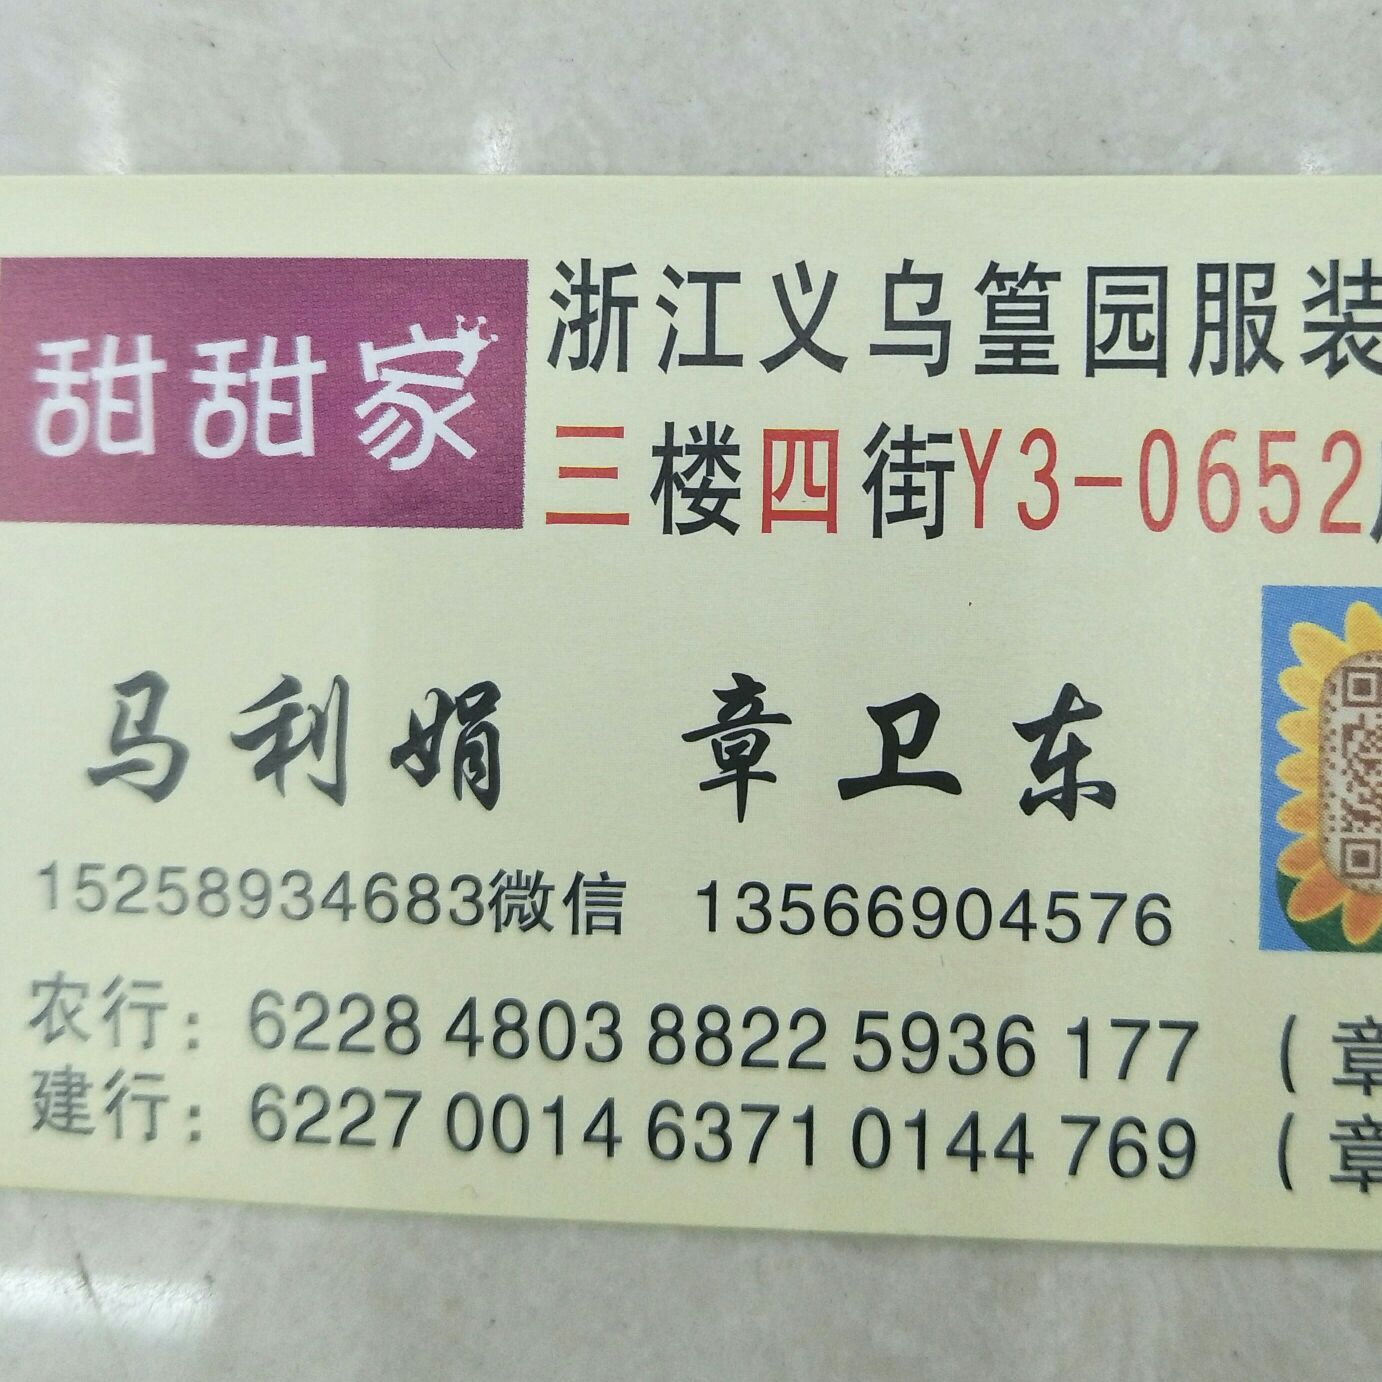 甜甜家
浙江义乌篁园服装
三楼四街Y3-0652
马利娟 章卫东
15258934683微信 13566904576
农行：6228 4803 8822 5936 177 （章
建行：6227 0014 6371 0144 769 （章